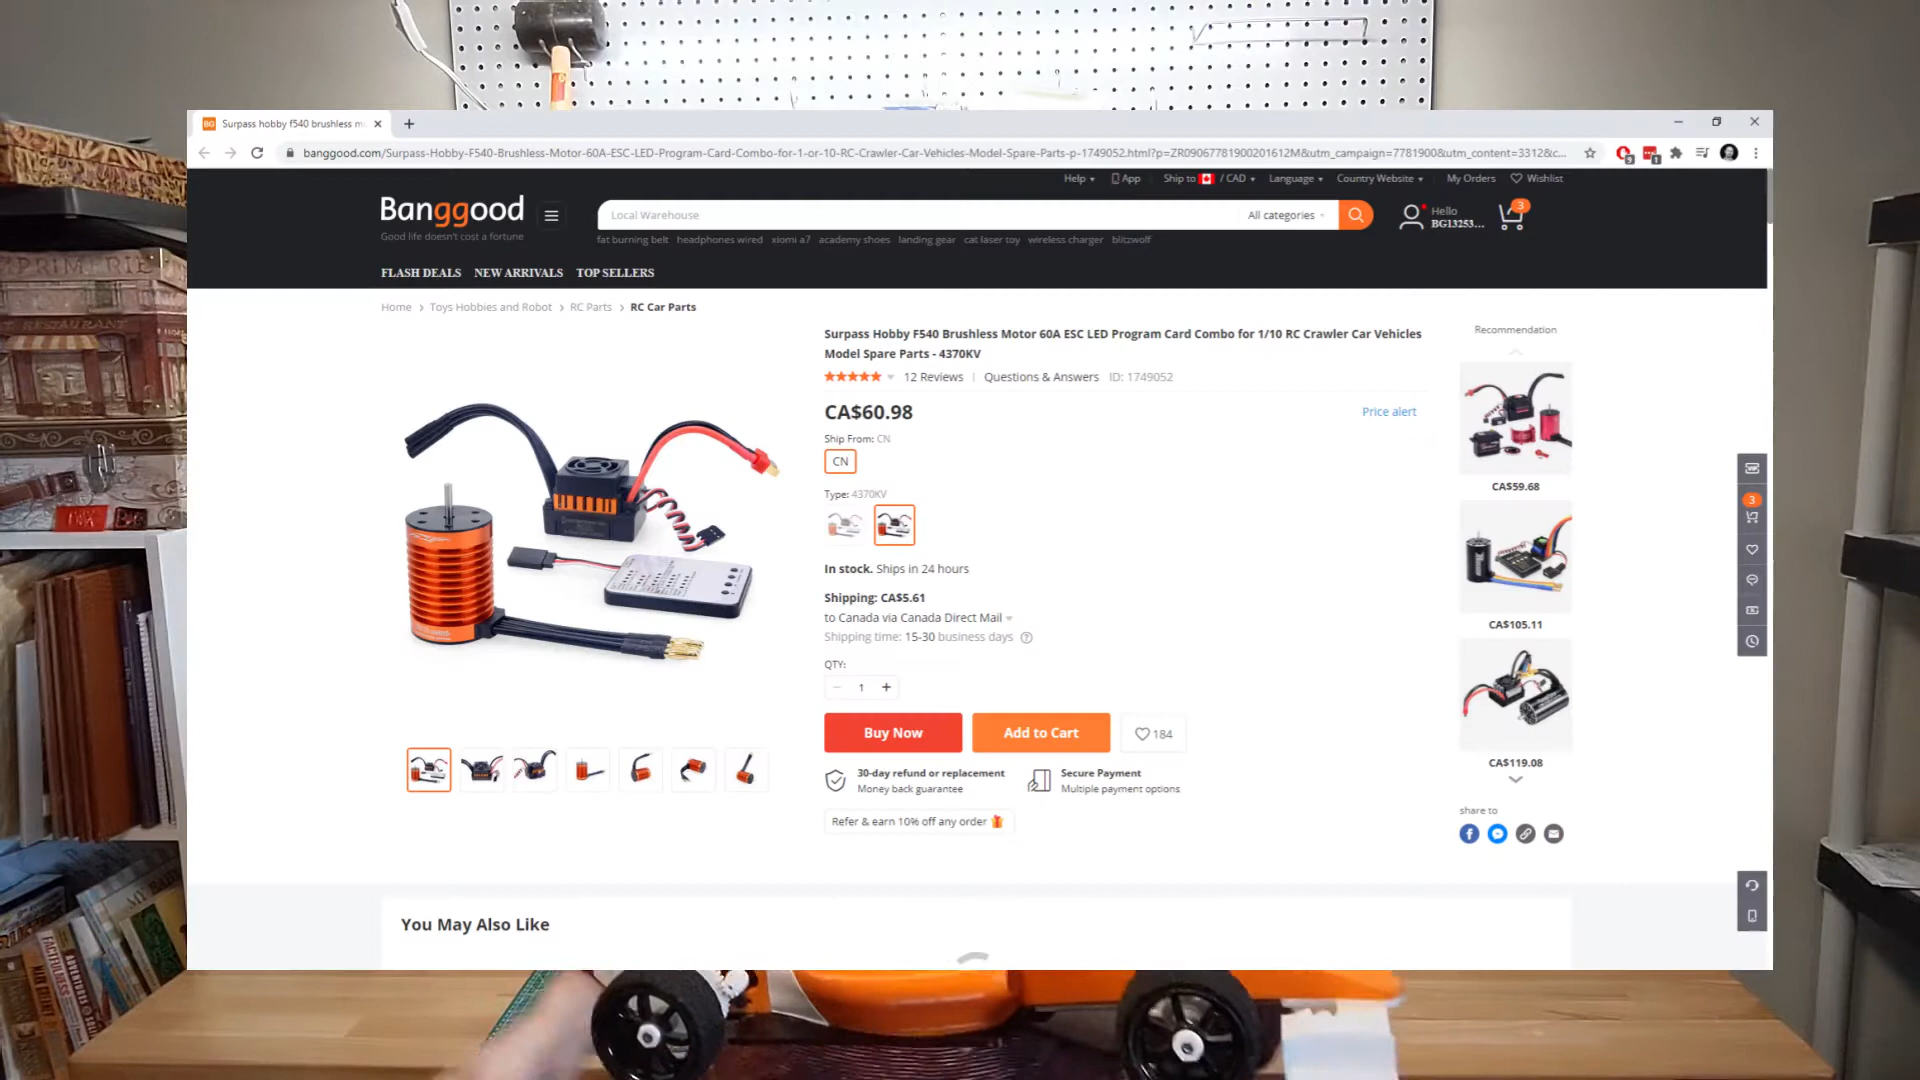 Surpass hobby f540 brushless m
banggood.com/Surpass-Hobby-F540-Brushless-Motor-60A-ESC-LED-Program-Card-Combo-for-1-or-10-RC-Crawler-Car-Vehicles-Model-Spare-Parts-p-1749052.html?p=ZR09067781900201612M&utm_campaign=7781900&utm_content=3312&c...
Help App Ship to / CAD Language Country Website My Orders Wishlist
Banggood
Good life doesn't cost a fortune
Local Warehouse All categories
Hello
BG13253...
3
fat burning belt headphones wired xiomi a7 academy shoes landing gear cat laser toy wireless charger blitzwolf
FLASH DEALS NEW ARRIVALS TOP SELLERS
Home > Toys Hobbies and Robot > RC Parts > RC Car Parts
Surpass Hobby F540 Brushless Motor 60A ESC LED Program Card Combo for 1/10 RC Crawler Car Vehicles
Model Spare Parts - 4370KV
12 Reviews | Questions & Answers ID: 1749052
CA$60.98
Price alert
Ship From: CN
CN
Type: 4370KV
In stock. Ships in 24 hours
Shipping: CA$5.61
to Canada via Canada Direct Mail
Shipping time: 15-30 business days
QTY:
1 +
Buy Now
Add to Cart
184
30-day refund or replacement
Money back guarantee
Secure Payment
Multiple payment options
Refer & earn 10% off any order
Recommendation
CA$59.68
CA$105.11
CA$119.08
share to
3
You May Also Like
PRIMERIE
RESTAURANT
FACTFULNESS